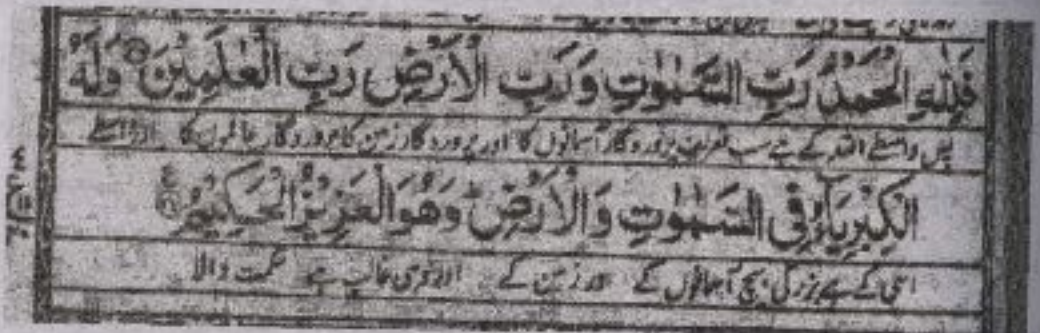 فَلِلّٰهِ الْحَمْدُ رَبِّ السَّمٰوٰتِ وَرَبِّ الْاَرْضِ رَبِّ الْعٰلَمِيْنَ وَلَهُ
پس واسطے اللہ کے ہے سب تعریف پروردگار آسمانوں کا اور پروردگار زمین کا پروردگار عالموں کا اور واسطے
الْكِبْرِيَآءُ فِی السَّمٰوٰتِ وَالْاَرْضِ وَهُوَ الْعَزِيْزُ الْحَكِيْمُ
اسی کے ہے بزرگی بیچ آسمانوں کے اور زمین کے اور وہی غالب ہے حکمت والا